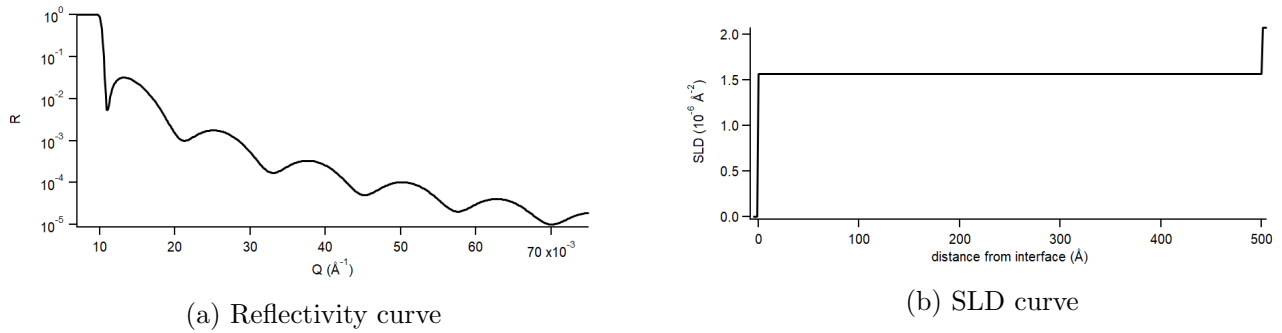 10⁰
10⁻¹
10⁻²
10⁻³
10⁻⁴
10⁻⁵
R
10 20 30 40 50 60 70 x10⁻³
Q (Å⁻¹)
(a) Reflectivity curve
2.0
1.5
1.0
0.5
0.0
SLD (10⁻⁶ Å⁻²)
0 100 200 300 400 500
distance from interface (Å)
(b) SLD curve